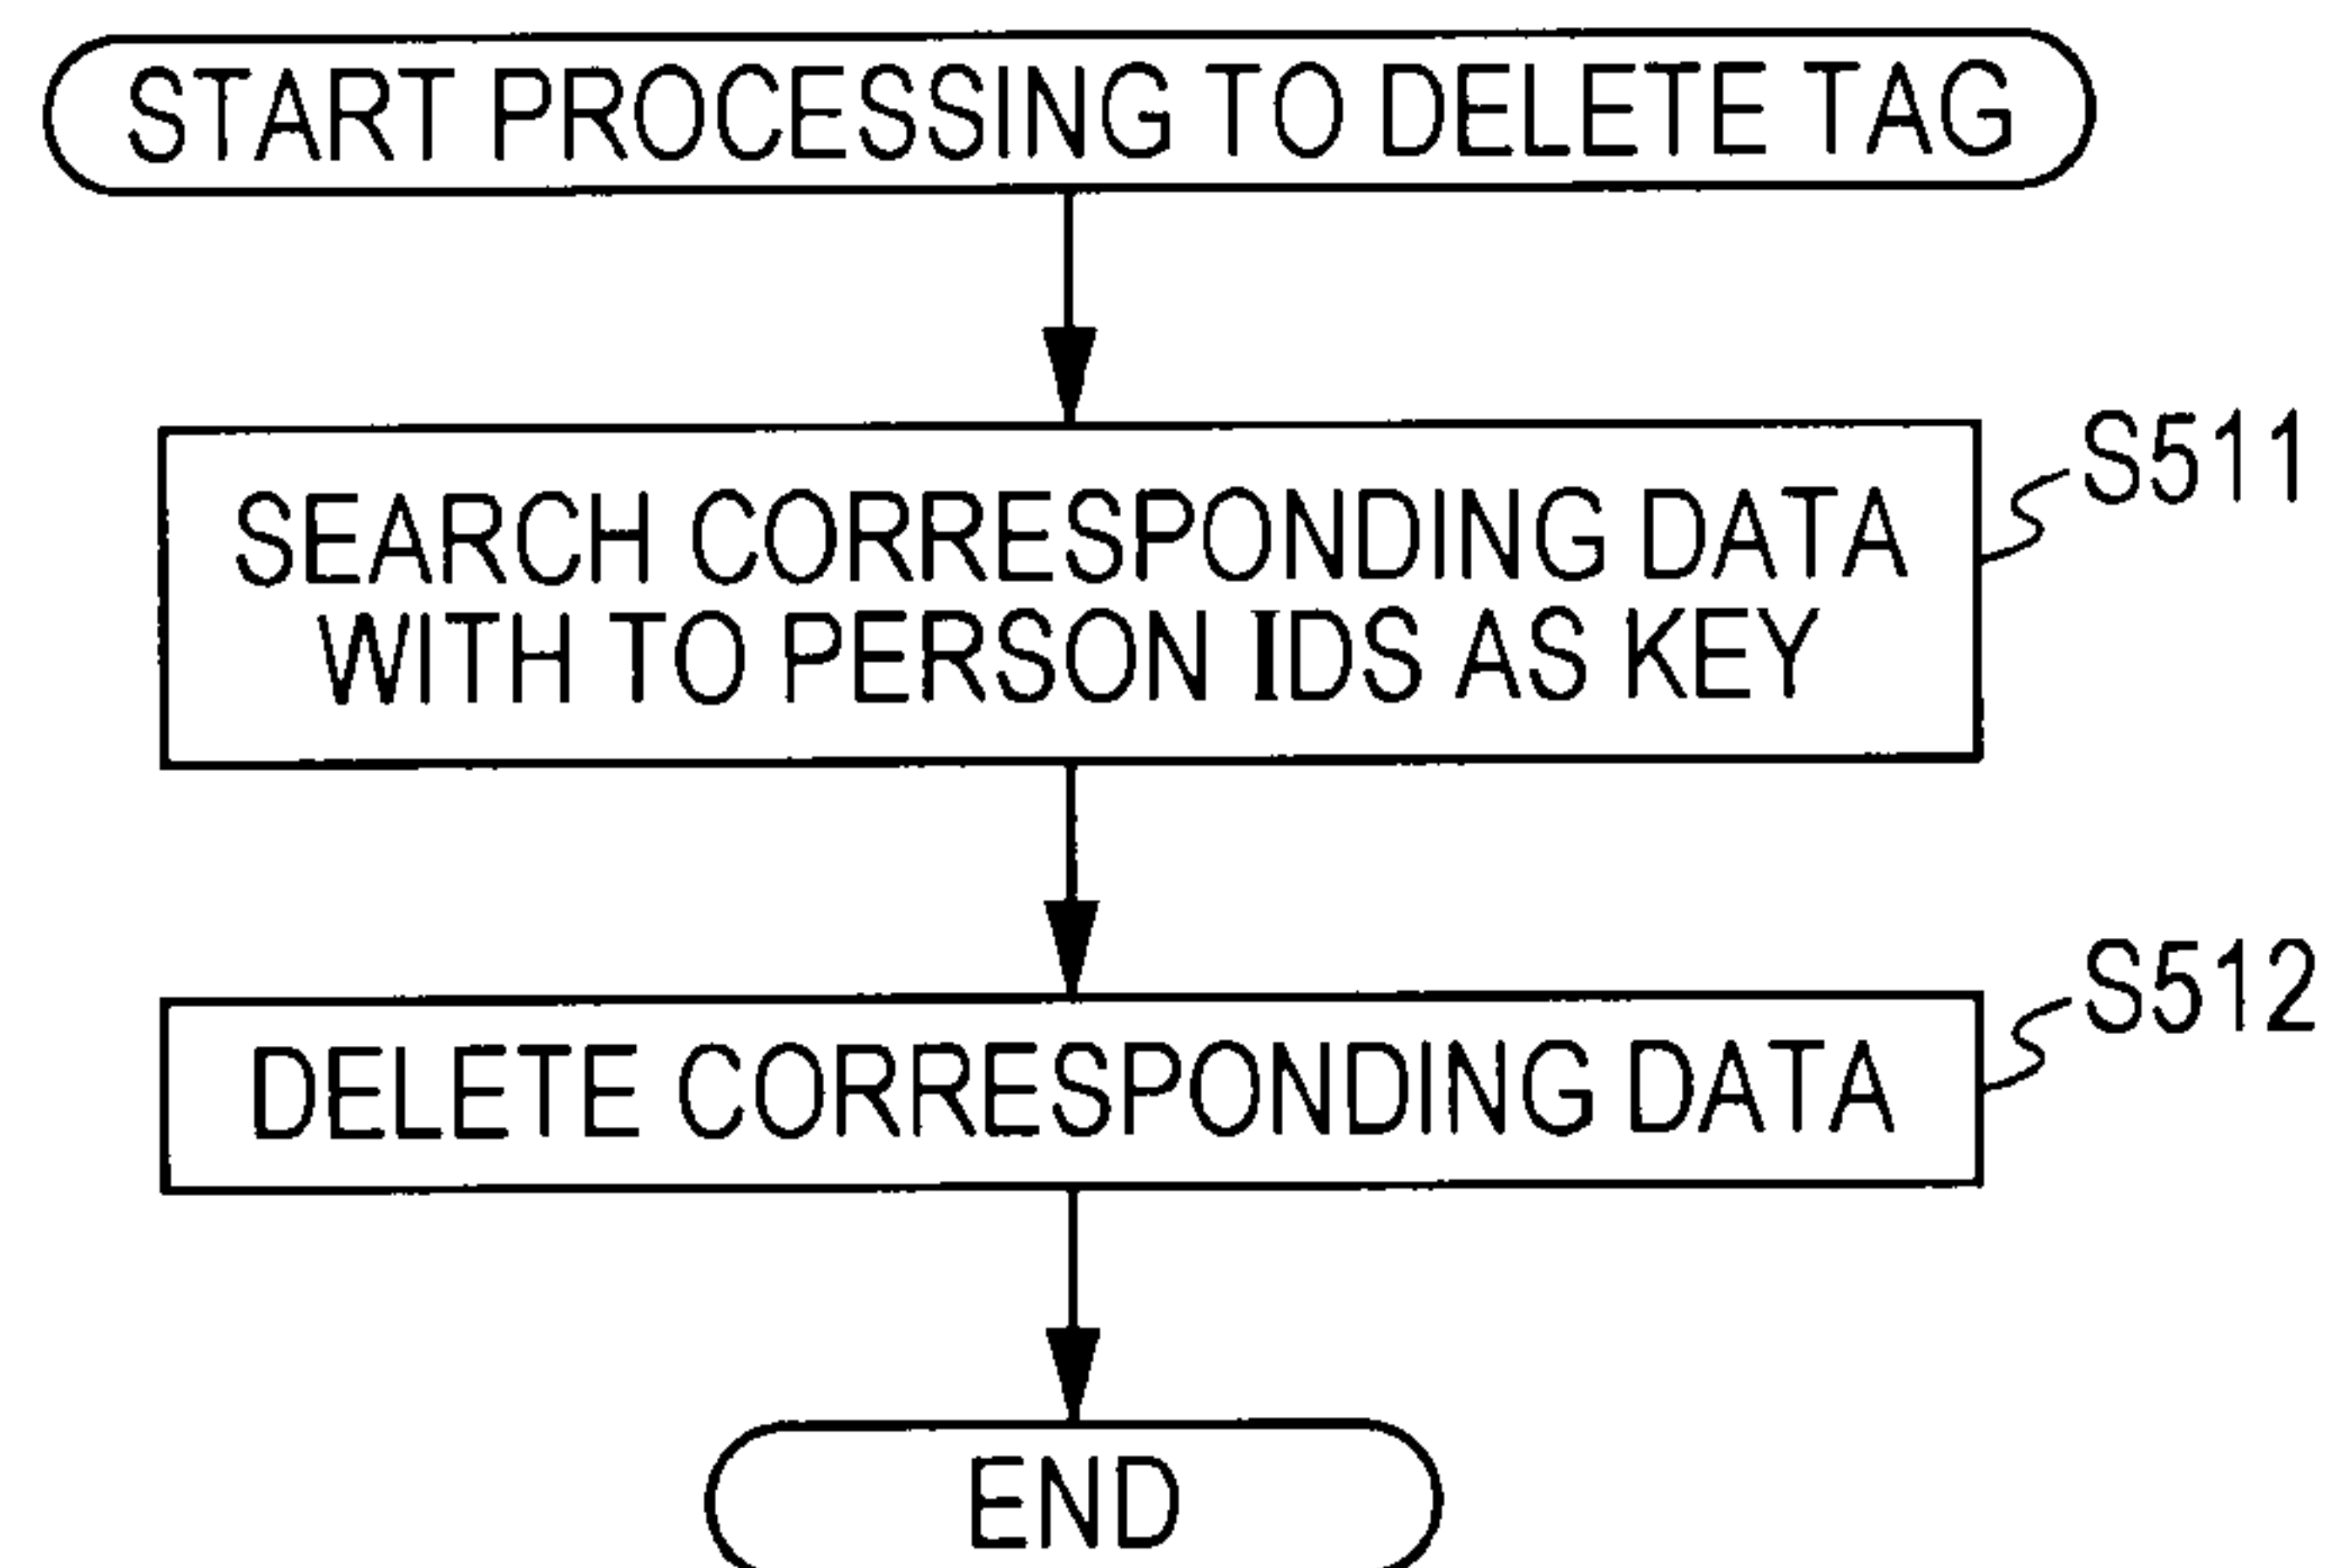 START PROCESSING TO DELETE TAG
S511
SEARCH CORRESPONDING DATA
WITH TO PERSON IDS AS KEY
S512
DELETE CORRESPONDING DATA
END